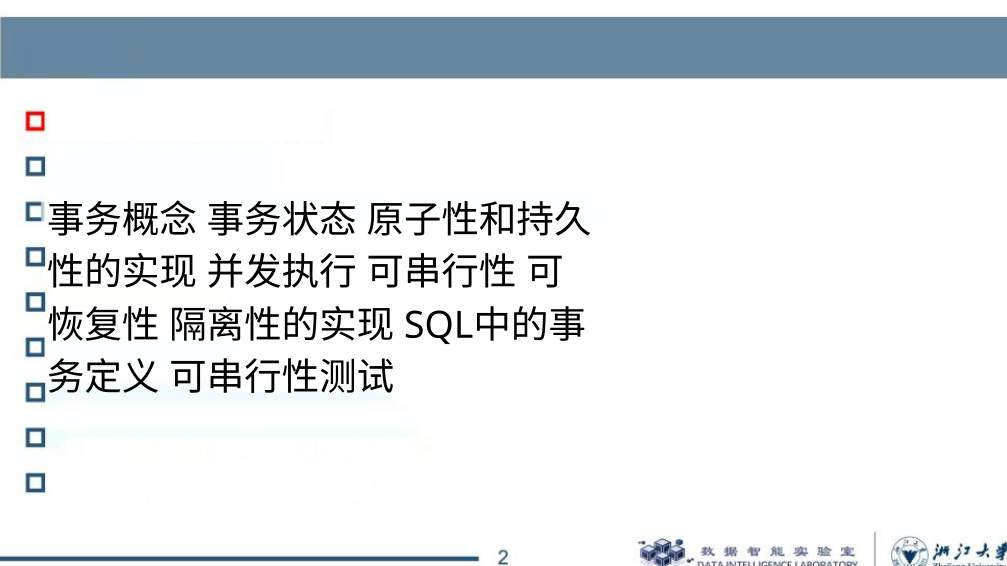 事务概念 事务状态 原子性和持久
性的实现 并发执行 可串行性 可
恢复性 隔离性的实现 SQL中的事
务定义 可串行性测试
2
数据智能实验室
DATA INTELLIGENCE LABORATORY
浙江大学
Zhejiang University